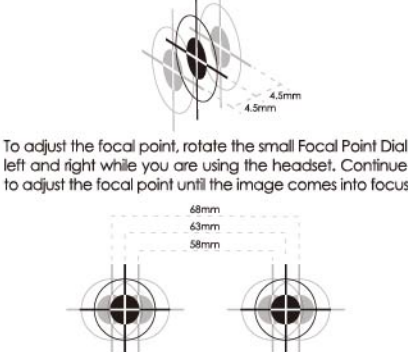 4.5mm
4.5mm
To adjust the focal point, rotate the small Focal Point Dial
left and right while you are using the headset. Continue
to adjust the focal point until the image comes into focus
68mm
63mm
58mm